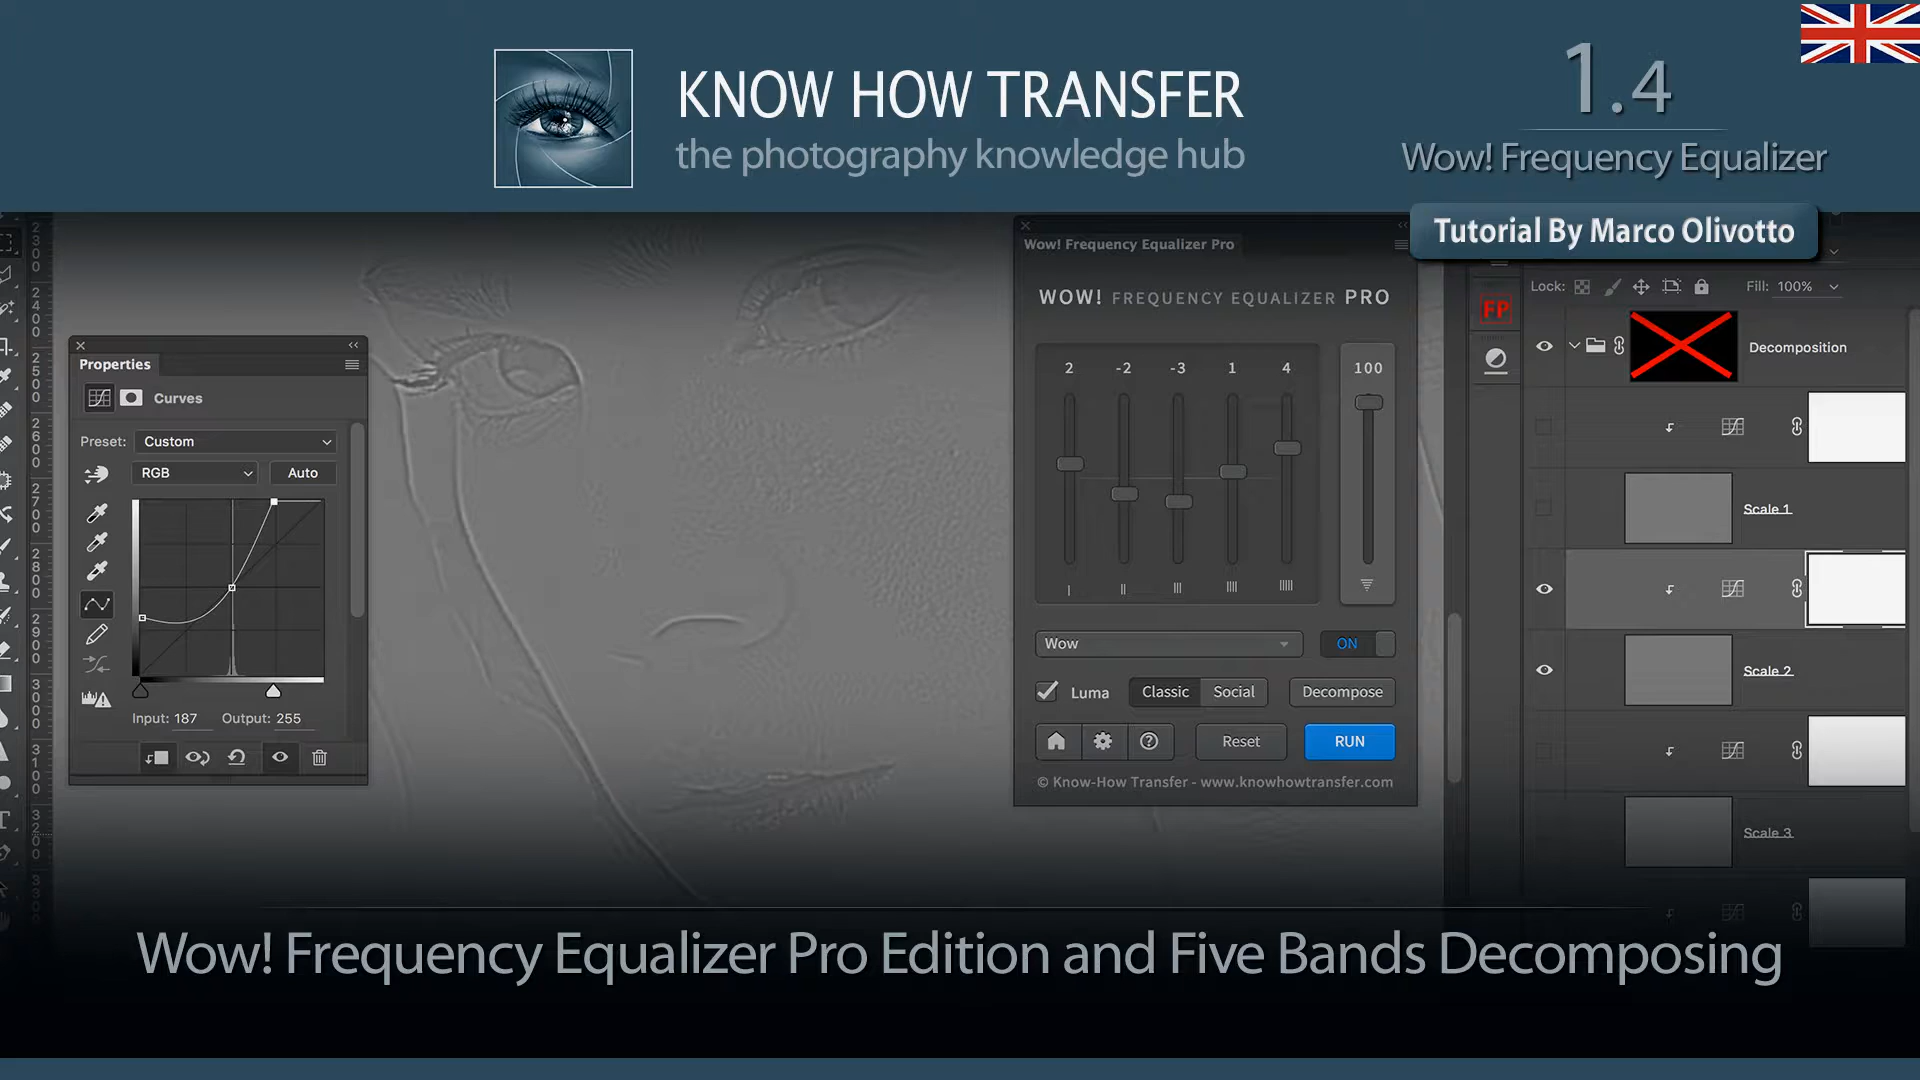 KNOW HOW TRANSFER
the photography knowledge hub
1.4
Wow! Frequency Equalizer
Tutorial By Marco Olivotto
Properties
Curves
Preset: Custom
RGB
Auto
Input: 187 Output: 255
Wow! Frequency Equalizer Pro
WOW! FREQUENCY EQUALIZER PRO
2 -2 -3 1 4 100
Wow
ON
Luma
Classic
Social
Decompose
Reset
RUN
© Know-How Transfer - www.knowhowtransfer.com
FP
Lock:
Fill: 100%
Decomposition
Scale 1
Scale 2
Scale 3
Wow! Frequency Equalizer Pro Edition and Five Bands Decomposing